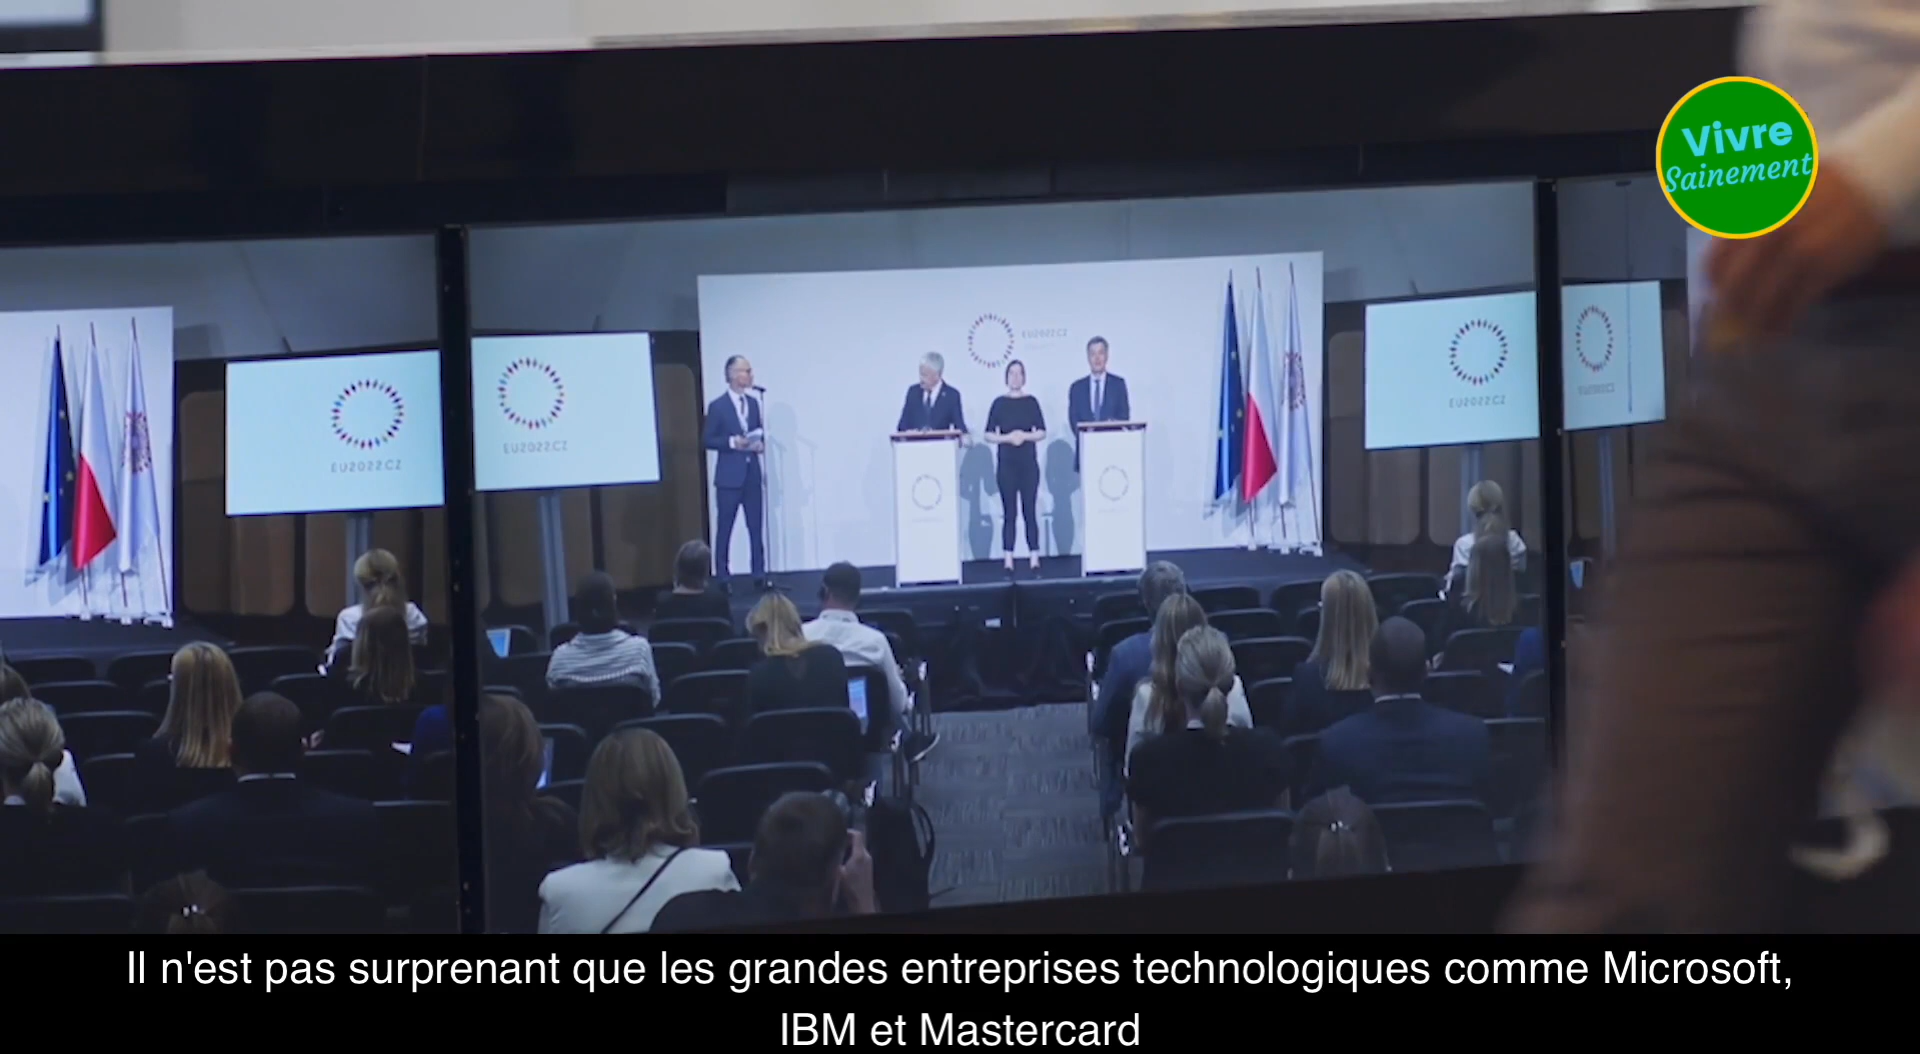 Vivre
Sainement
EU2022.CZ
EU2022.CZ
EU2022.CZ
EU2022.CZ
Il n'est pas surprenant que les grandes entreprises technologiques comme Microsoft,
IBM et Mastercard